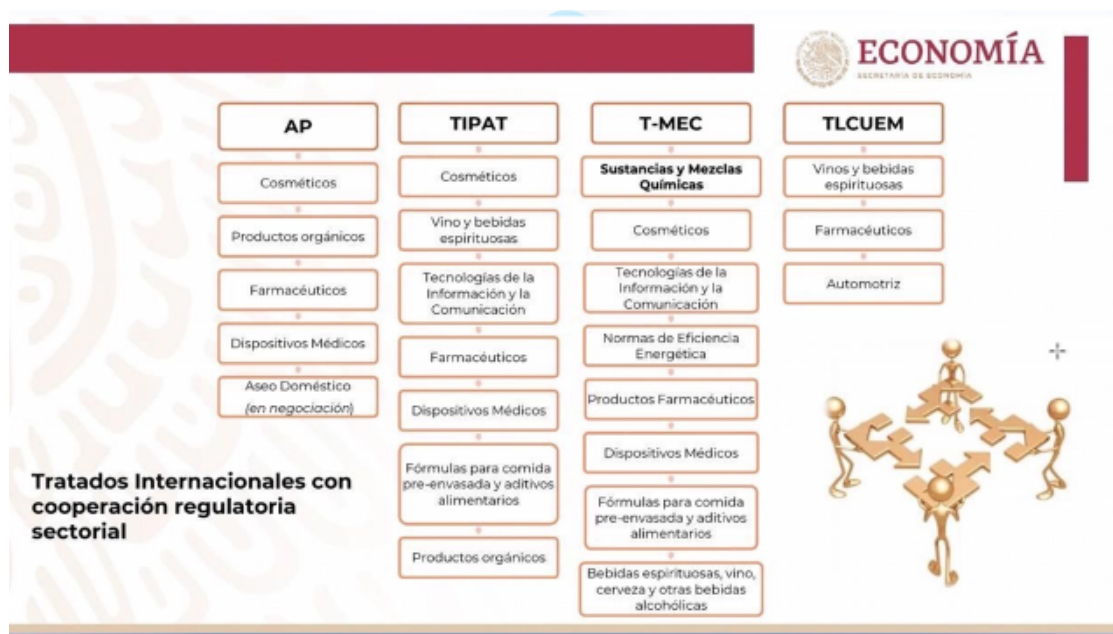 ECONOMÍA
SECRETARÍA DE ECONOMÍA
AP
Cosméticos
Productos orgánicos
Farmacéuticos
Dispositivos Médicos
Aseo Doméstico
(en negociación)
TIPAT
Cosméticos
Vino y bebidas
espirituosas
Tecnologías de la
Información y la
Comunicación
Farmacéuticos
Dispositivos Médicos
Fórmulas para comida
pre-envasada y aditivos
alimentarios
Productos orgánicos
T-MEC
Sustancias y Mezclas
Químicas
Cosméticos
Tecnologías de la
Información y la
Comunicación
Normas de Eficiencia
Energética
Productos Farmacéuticos
Dispositivos Médicos
Fórmulas para comida
pre-envasada y aditivos
alimentarios
Bebidas espirituosas, vino,
cerveza y otras bebidas
alcohólicas
TLCUEM
Vinos y bebidas
espirituosas
Farmacéuticos
Automotriz
Tratados Internacionales con
cooperación regulatoria
sectorial